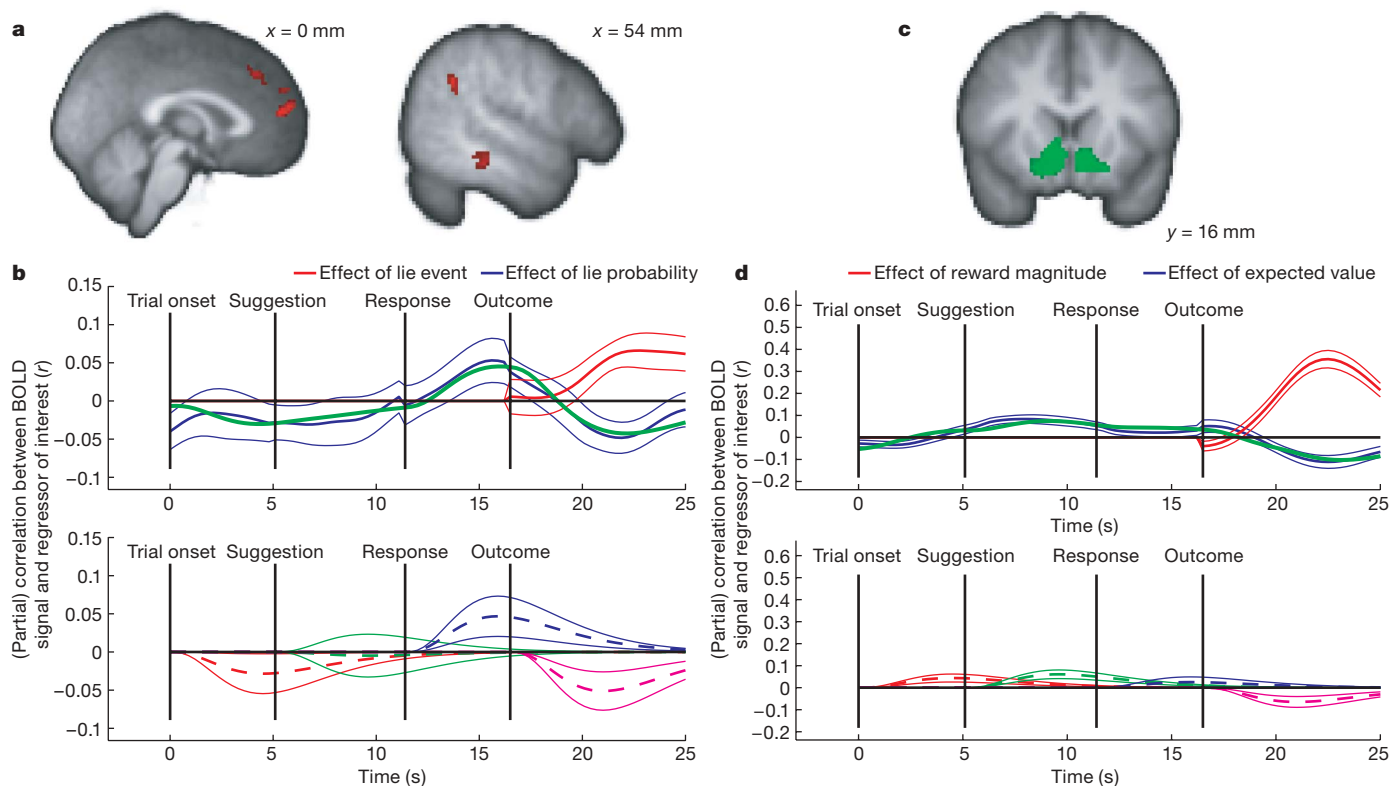 a
x = 0 mm
x = 54 mm
c
y = 16 mm
b
Effect of lie event
Effect of lie probability
(Partial) correlation between BOLD
signal and regressor of interest (r)
0.15
0.1
0.05
0
−0.05
−0.1
Trial onset
Suggestion
Response
Outcome
0
5
10
15
20
25
0.15
0.1
0.05
0
−0.05
−0.1
Trial onset
Suggestion
Response
Outcome
0
5
10
15
20
25
Time (s)
d
Effect of reward magnitude
Effect of expected value
(Partial) correlation between BOLD
signal and regressor of interest (r)
0.6
0.5
0.4
0.3
0.2
0.1
0
−0.1
−0.2
Trial onset
Suggestion
Response
Outcome
0
5
10
15
20
25
Time (s)
0.6
0.5
0.4
0.3
0.2
0.1
0
−0.1
−0.2
Trial onset
Suggestion
Response
Outcome
0
5
10
15
20
25
Time (s)